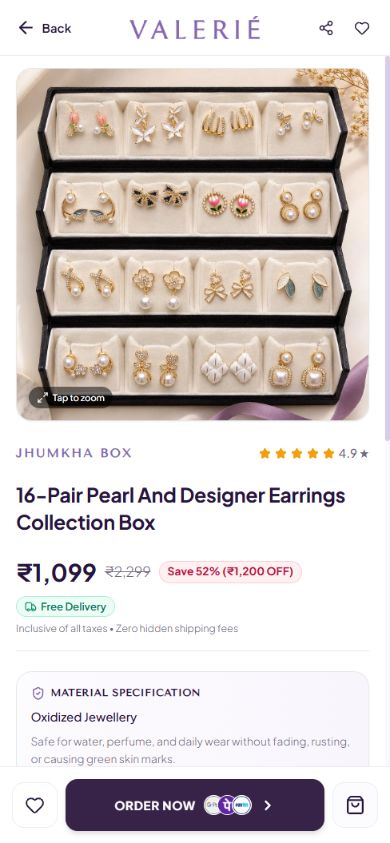 Back
VALERIÉ
Tap to zoom
JHUMKHA BOX
4.9 ★
16-Pair Pearl And Designer Earrings
Collection Box
₹1,099 ₹2,299 Save 52% (₹1,200 OFF)
Free Delivery
Inclusive of all taxes • Zero hidden shipping fees
MATERIAL SPECIFICATION
Oxidized Jewellery
Safe for water, perfume, and daily wear without fading, rusting,
or causing green skin marks.
ORDER NOW